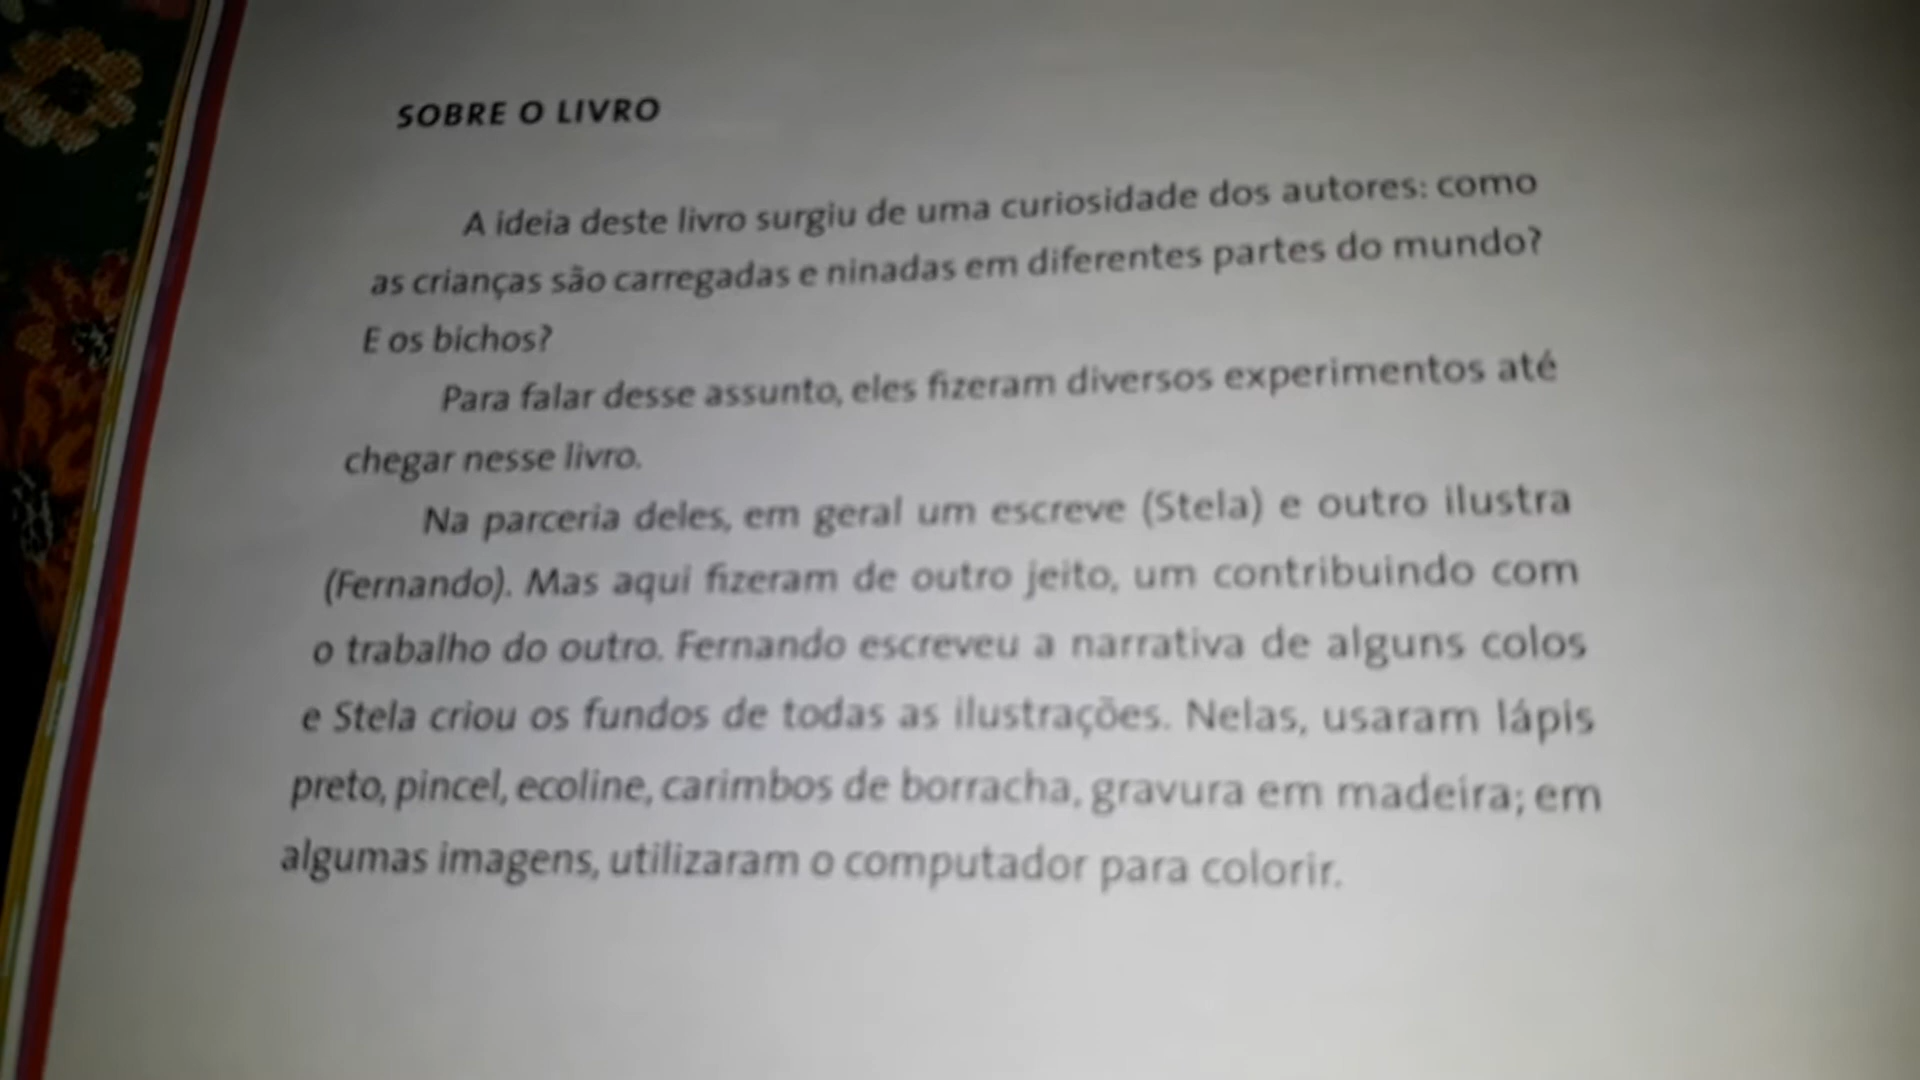 SOBRE O LIVRO
A ideia deste livro surgiu de uma curiosidade dos autores: como
as crianças são carregadas e ninadas em diferentes partes do mundo?
E os bichos?
Para falar desse assunto, eles fizeram diversos experimentos até
chegar nesse livro.
Na parceria deles, em geral um escreve (Stela) e outro ilustra
(Fernando). Mas aqui fizeram de outro jeito, um contribuindo com
o trabalho do outro. Fernando escreveu a narrativa de alguns colos
e Stela criou os fundos de todas as ilustrações. Nelas, usaram lápis
preto, pincel, ecoline, carimbos de borracha, gravura em madeira; em
algumas imagens, utilizaram o computador para colorir.